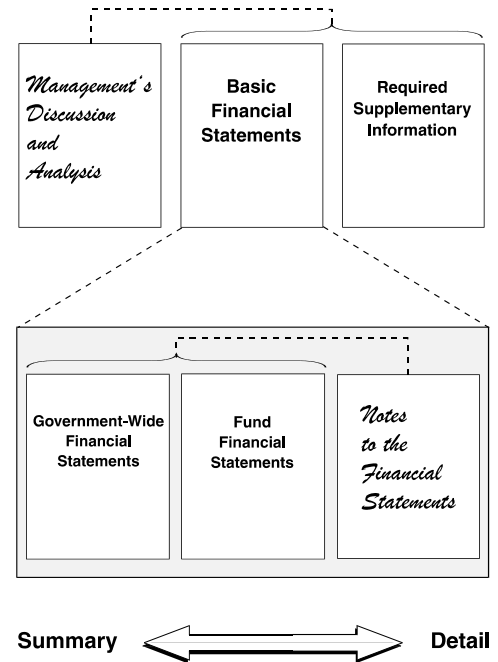 Management's
Discussion
and
Analysis
Basic
Financial
Statements
Required
Supplementary
Information
Government-Wide
Financial
Statements
Fund
Financial
Statements
Notes
to the
Financial
Statements
Summary
Detail